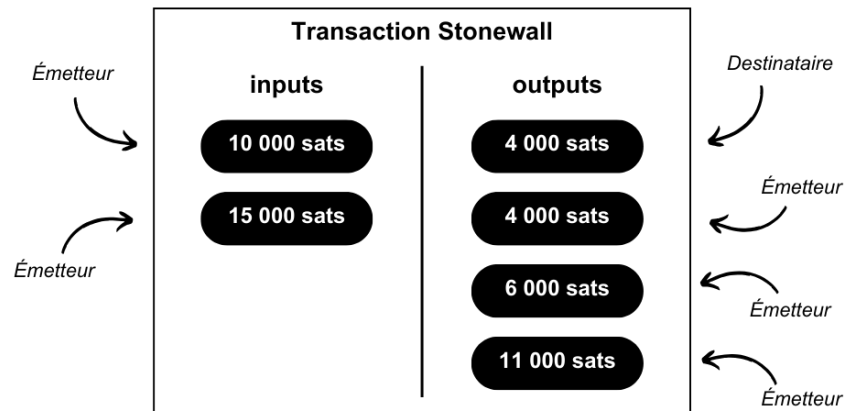 Transaction Stonewall
Émetteur
Destinataire
inputs
outputs
10 000 sats
4 000 sats
Émetteur
15 000 sats
4 000 sats
Émetteur
6 000 sats
Émetteur
11 000 sats
Émetteur